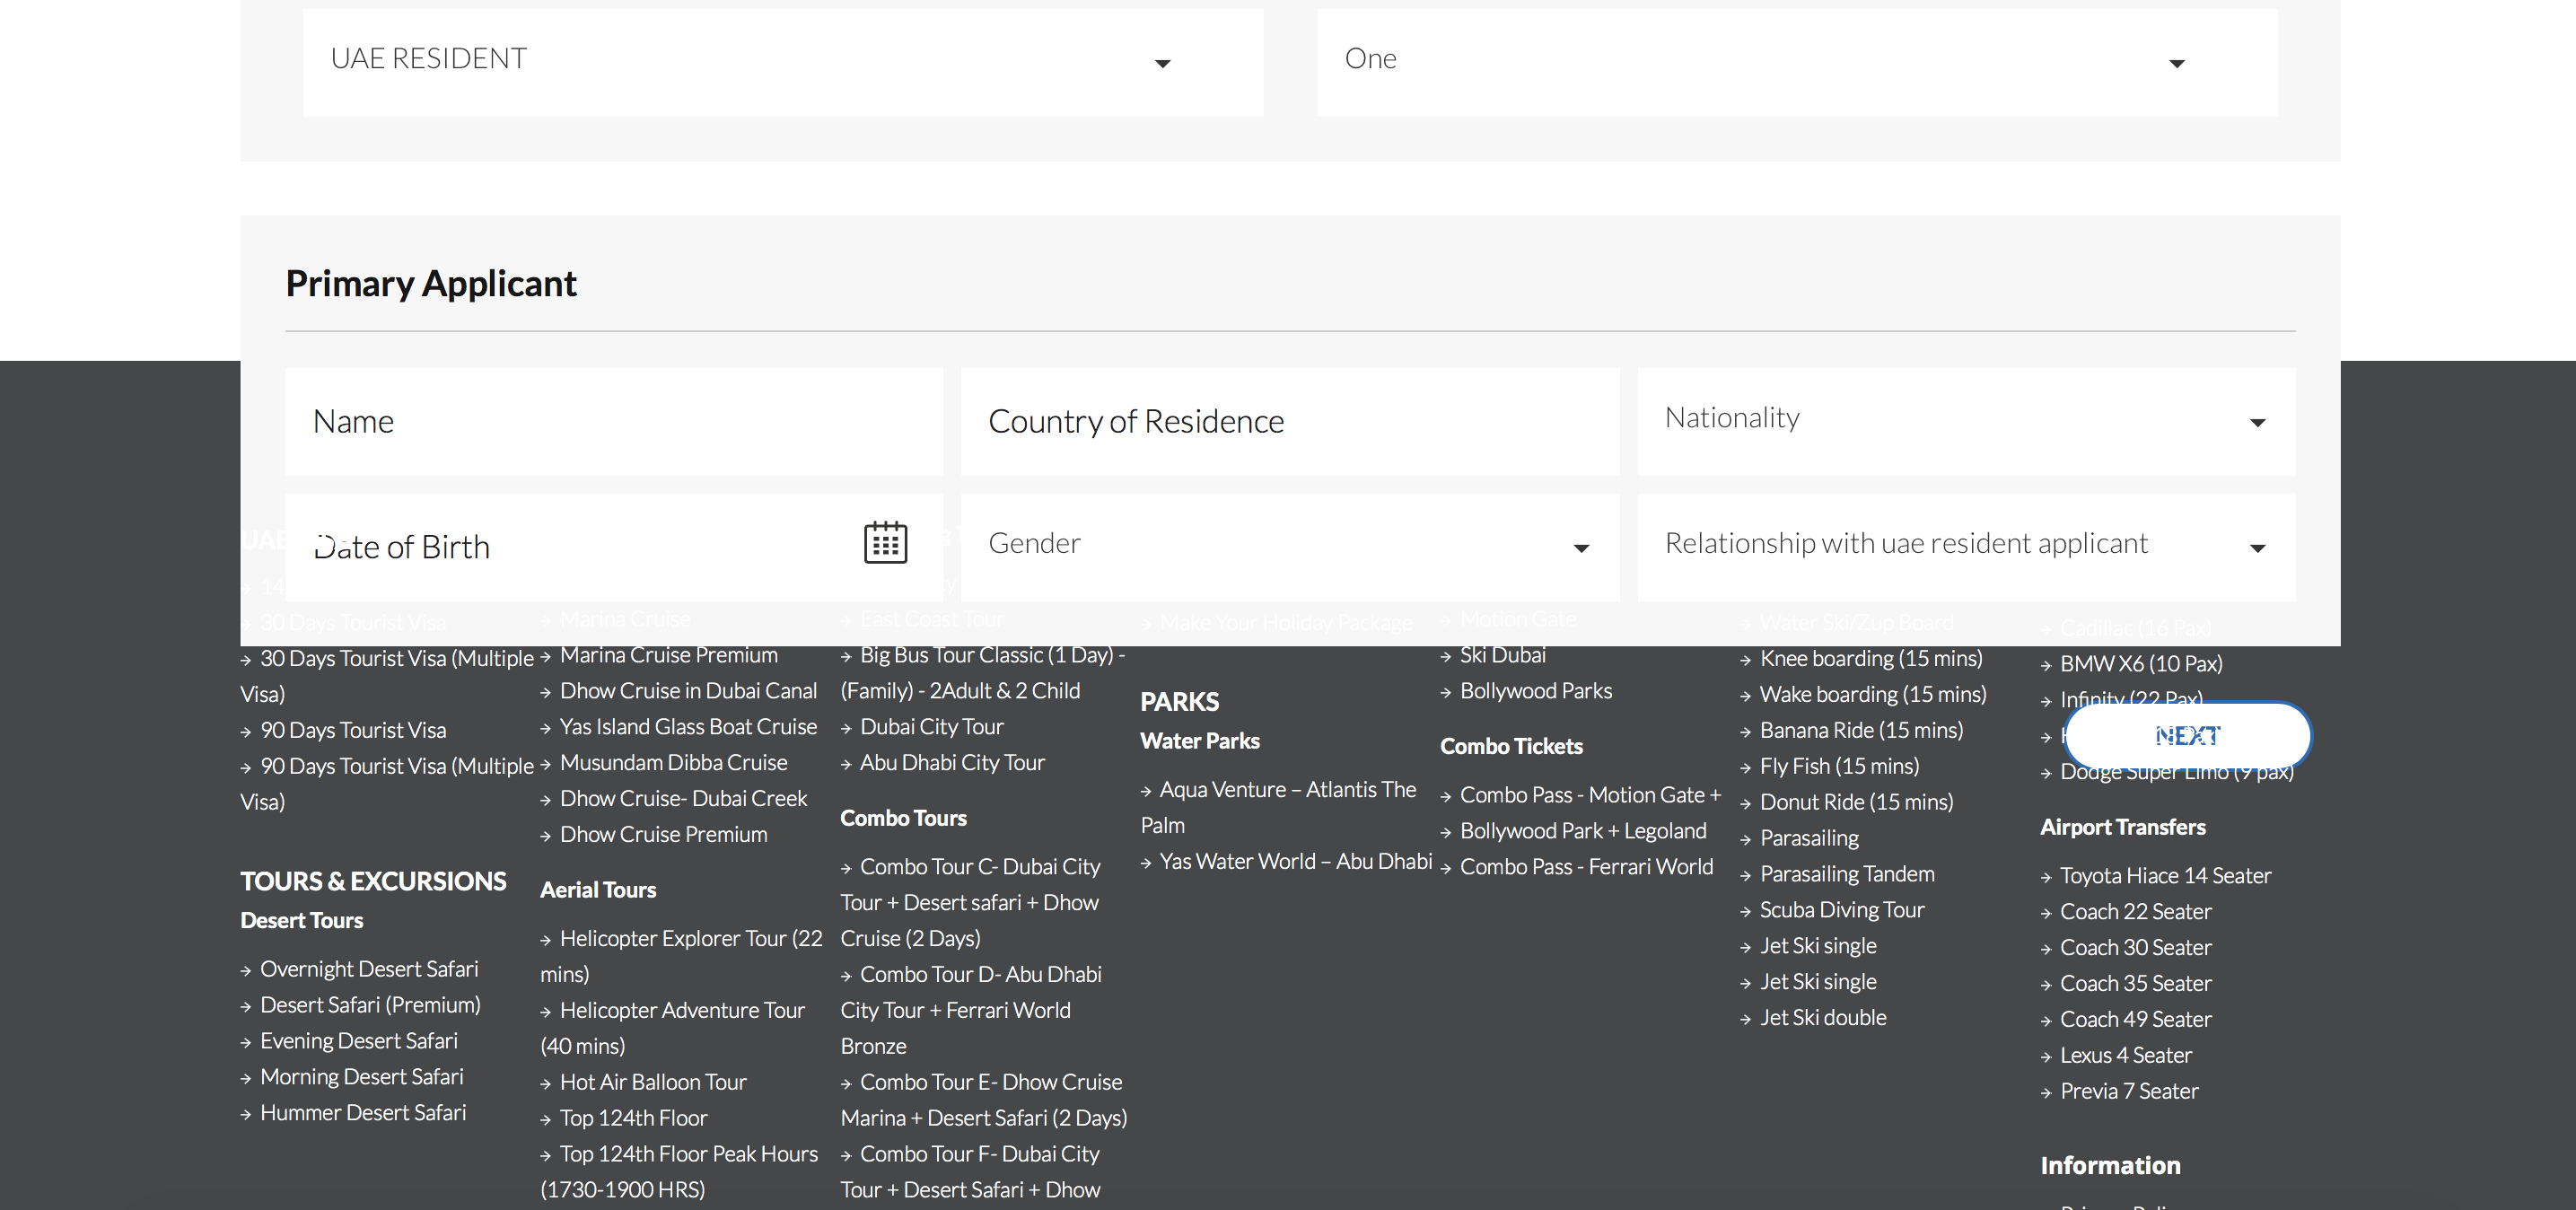 UAE RESIDENT
One
Primary Applicant
Name
Country of Residence
Nationality
Date of Birth
Gender
Relationship with uae resident applicant
UAE
→ 14
→ 30 Days Tourist Visa
→ 30 Days Tourist Visa (Multiple
Visa)
→ 90 Days Tourist Visa
→ 90 Days Tourist Visa (Multiple
Visa)
TOURS & EXCURSIONS
Desert Tours
→ Overnight Desert Safari
→ Desert Safari (Premium)
→ Evening Desert Safari
→ Morning Desert Safari
→ Hummer Desert Safari
→ Marina Cruise
→ Marina Cruise Premium
→ Dhow Cruise in Dubai Canal
→ Yas Island Glass Boat Cruise
→ Musundam Dibba Cruise
→ Dhow Cruise- Dubai Creek
→ Dhow Cruise Premium
Aerial Tours
→ Helicopter Explorer Tour (22
mins)
→ Helicopter Adventure Tour
(40 mins)
→ Hot Air Balloon Tour
→ Top 124th Floor
→ Top 124th Floor Peak Hours
(1730-1900 HRS)
→ East Coast Tour
→ Big Bus Tour Classic (1 Day) -
(Family) - 2Adult & 2 Child
→ Dubai City Tour
→ Abu Dhabi City Tour
Combo Tours
→ Combo Tour C- Dubai City
Tour + Desert safari + Dhow
Cruise (2 Days)
→ Combo Tour D- Abu Dhabi
City Tour + Ferrari World
Bronze
→ Combo Tour E- Dhow Cruise
Marina + Desert Safari (2 Days)
→ Combo Tour F- Dubai City
Tour + Desert Safari + Dhow
→ Make Your Holiday Package
PARKS
Water Parks
→ Aqua Venture – Atlantis The
Palm
→ Yas Water World – Abu Dhabi
→ Motion Gate
→ Ski Dubai
→ Bollywood Parks
Combo Tickets
→ Combo Pass - Motion Gate +
→ Bollywood Park + Legoland
→ Combo Pass - Ferrari World
→ Water Ski/Zup Board
→ Knee boarding (15 mins)
→ Wake boarding (15 mins)
→ Banana Ride (15 mins)
→ Fly Fish (15 mins)
→ Donut Ride (15 mins)
→ Parasailing
→ Parasailing Tandem
→ Scuba Diving Tour
→ Jet Ski single
→ Jet Ski single
→ Jet Ski double
→ Cadillac (16 Pax)
→ BMW X6 (10 Pax)
→ Infinity (22 Pax)
NEXT
→ Dodge Super Limo (9 pax)
Airport Transfers
→ Toyota Hiace 14 Seater
→ Coach 22 Seater
→ Coach 30 Seater
→ Coach 35 Seater
→ Coach 49 Seater
→ Lexus 4 Seater
→ Previa 7 Seater
Information